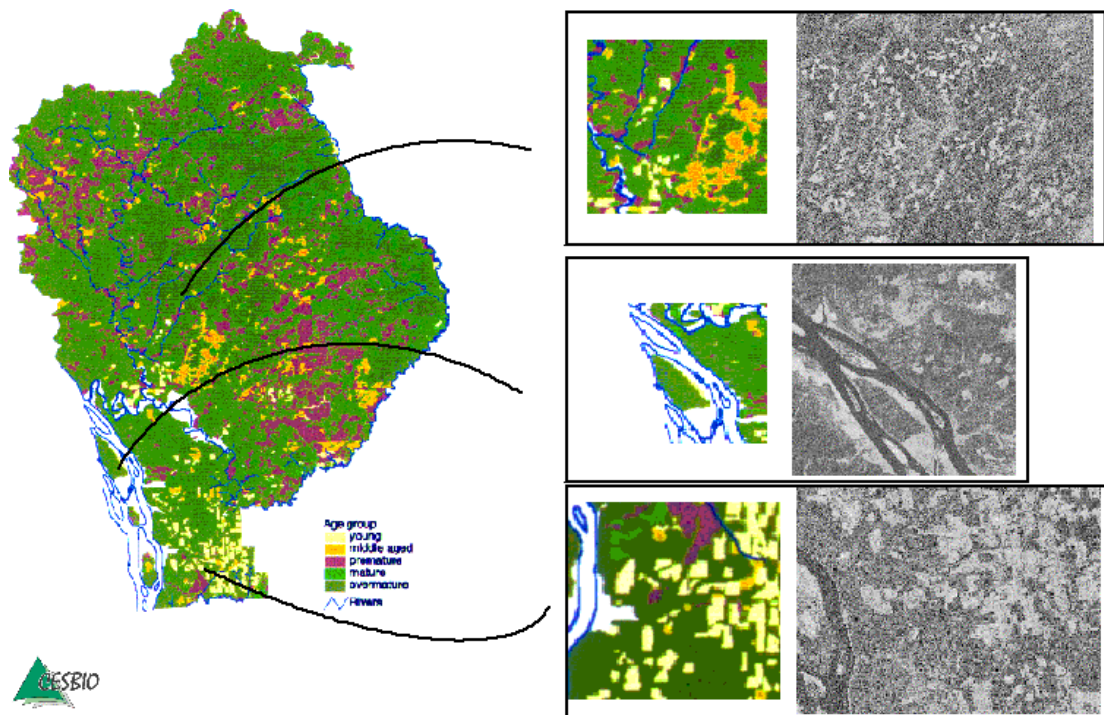 Age group
young
middle aged
premature
mature
overmature
Rivers
CESBIO